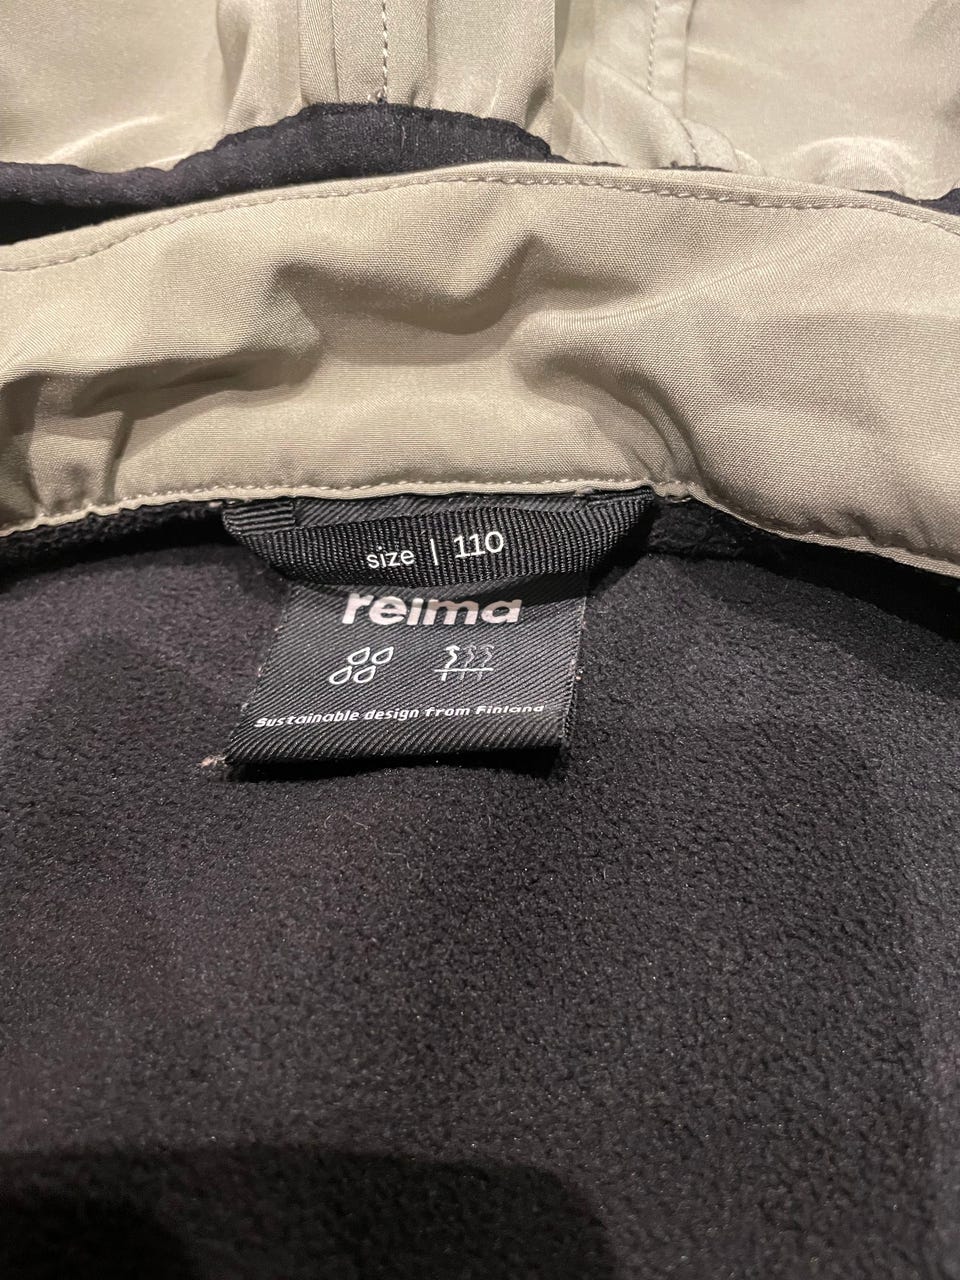 size | 110
reima
Sustainable design from Finland